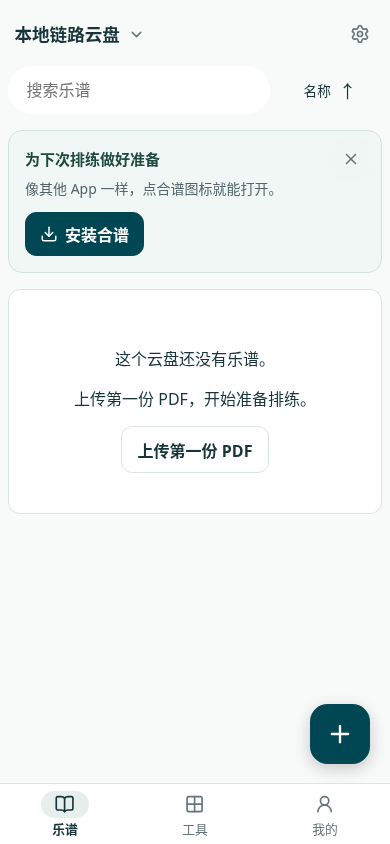 本地链路云盘
搜索乐谱
名称
为下次排练做好准备
像其他 App 一样，点合谱图标就能打开。
安装合谱
这个云盘还没有乐谱。
上传第一份 PDF，开始准备排练。
上传第一份 PDF
乐谱
工具
我的